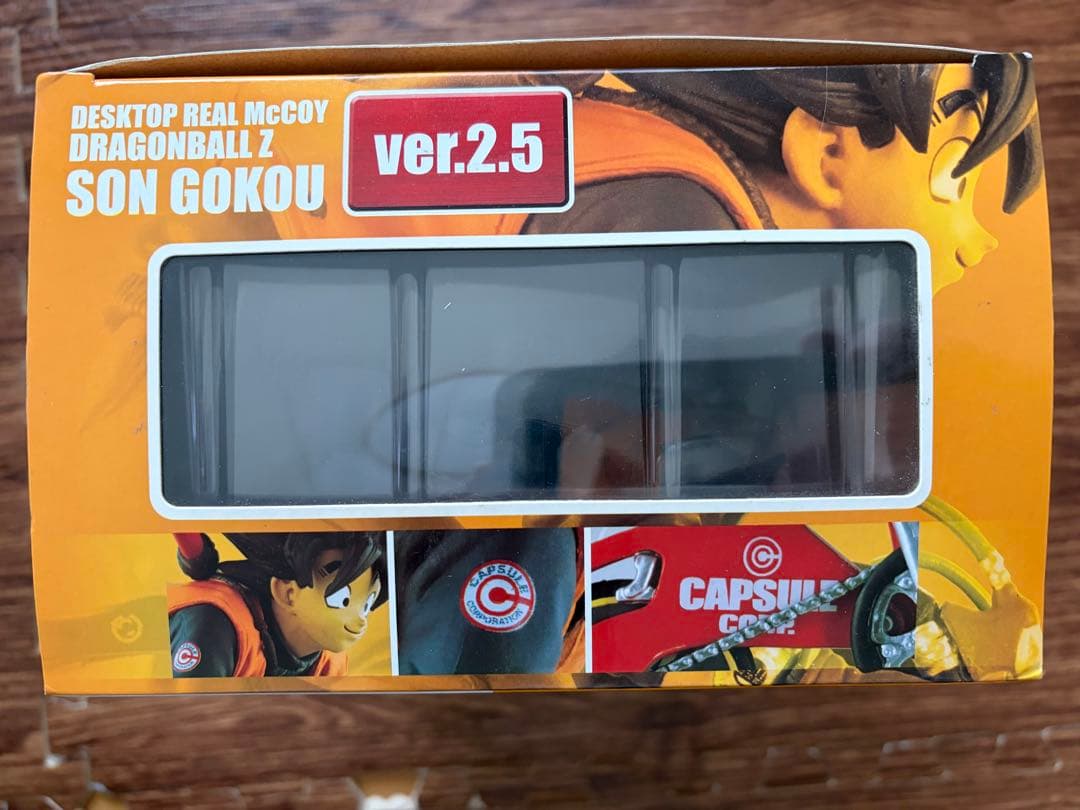 DESKTOP REAL McCOY
DRAGONBALL Z
SON GOKOU
ver.2.5
CAPSULE
CORPORATION
CAPSULE
CORP.